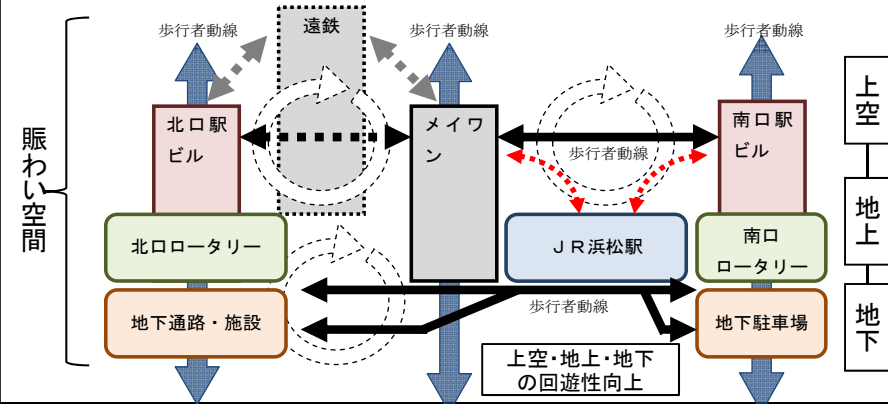 遠鉄
歩行者動線
歩行者動線
歩行者動線
北口駅
ビル
メイワ
ン
南口駅
ビル
歩行者動線
賑わい空間
北口ロータリー
ＪＲ浜松駅
南口
ロータリー
地下通路・施設
歩行者動線
地下駐車場
上空・地上・地下
の回遊性向上
上空
地上
地下